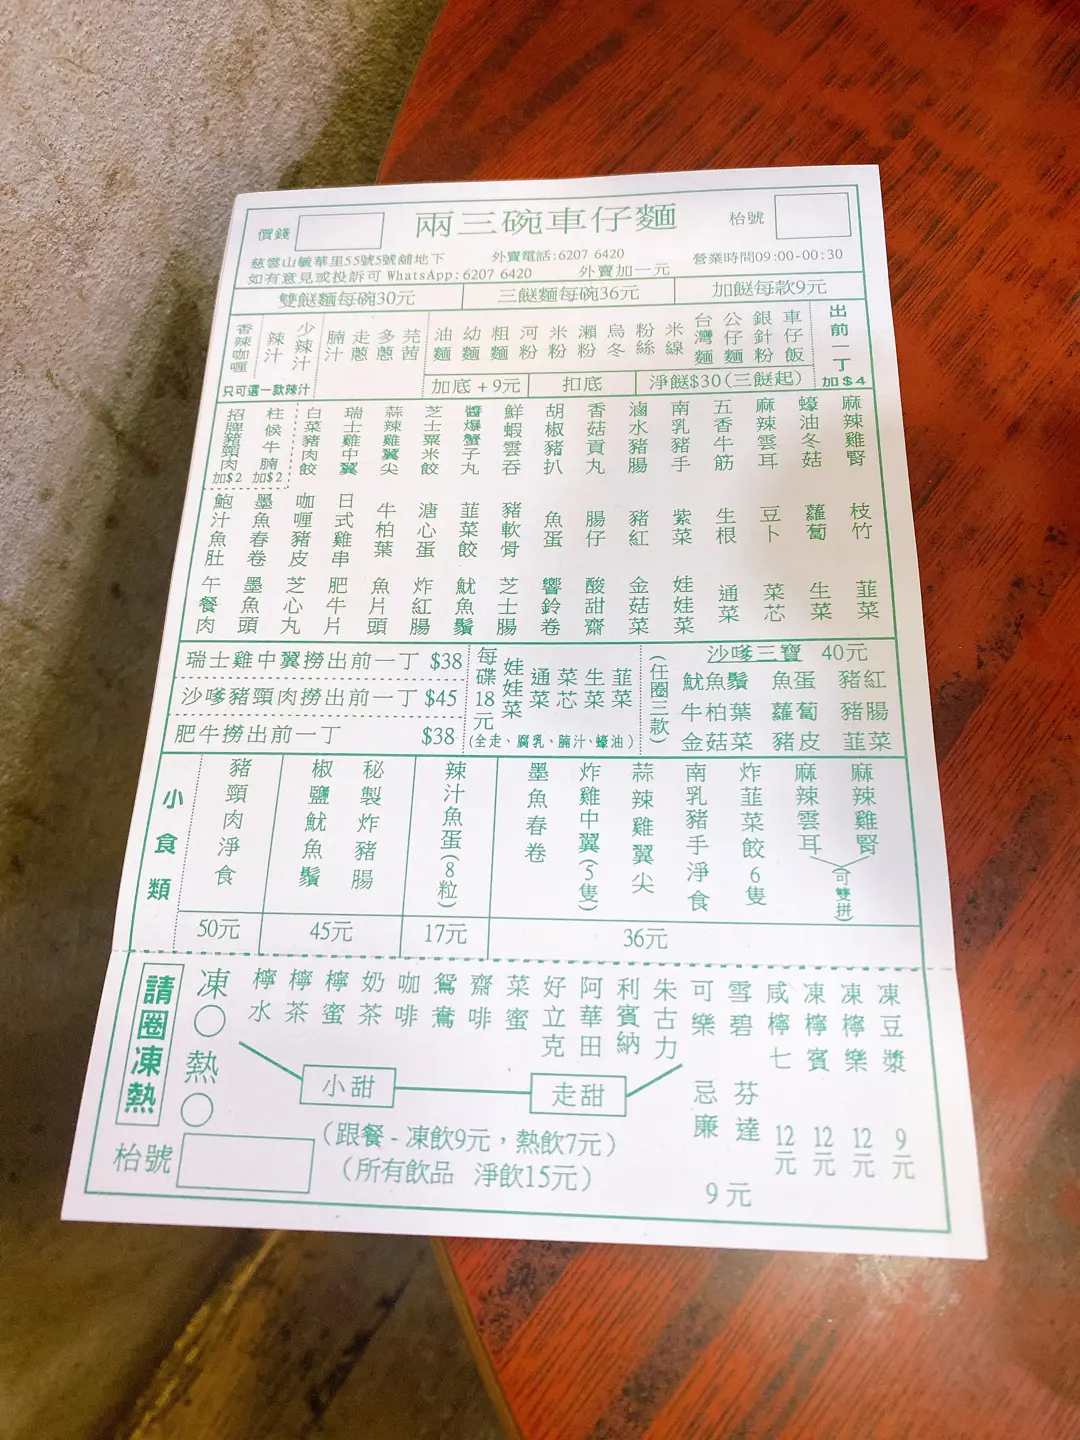 價錢
兩三碗車仔麵
枱號
慈雲山毓華里55號5號舖地下 外賣電話:6207 6420 營業時間09:00-00:30
如有意見或投訴可 WhatsApp:6207 6420 外賣加一元
雙餸麵每碗30元 三餸麵每碗36元 加餸每款9元
香辣咖喱
辣汁
少辣汁
只可選一款辣汁
腩汁
走蔥
多蔥
芫茜
油麵
幼麵
粗麵
河粉
米粉
瀨粉
烏冬
粉絲
米線
台灣麵
公仔麵
銀針粉
車仔飯
出前一丁
加$4
加底+9元 扣底 淨餸$30(三餸起)
招牌豬頸肉
加$2
柱候牛腩
加$2
白菜豬肉餃
瑞士雞中翼
蒜辣雞翼尖
芝士粟米餃
醬爆蟹子丸
鮮蝦雲吞
胡椒豬扒
香菇貢丸
滷水豬腸
南乳豬手
五香牛筋
麻辣雲耳
蠔油冬菇
麻辣雞腎
鮑汁魚肚
墨魚春卷
咖喱豬皮
日式雞串
牛柏葉
溏心蛋
韮菜餃
豬軟骨
魚蛋
腸仔
豬紅
紫菜
生根
豆卜
蘿蔔
枝竹
午餐肉
墨魚頭
芝心丸
肥牛片
魚片頭
炸紅腸
魷魚鬚
芝士腸
響鈴卷
酸甜齋
金菇菜
娃娃菜
通菜
菜芯
生菜
韮菜
瑞士雞中翼撈出前一丁 $38
沙嗲豬頸肉撈出前一丁 $45
肥牛撈出前一丁 $38
每碟18元
娃娃菜
通菜
菜芯
生菜
韮菜
(全走、腐乳、腩汁、蠔油)
(任圈三款)
沙嗲三寶 40元
魷魚鬚 魚蛋 豬紅
牛柏葉 蘿蔔 豬腸
金菇菜 豬皮 韮菜
小食類
豬頸肉淨食
椒鹽魷魚鬚
秘製炸豬腸
辣汁魚蛋(8粒)
墨魚春卷
炸雞中翼(5隻)
蒜辣雞翼尖
南乳豬手淨食
炸韮菜餃6隻
麻辣雲耳
麻辣雞腎
(可雙拼)
50元 45元 17元 36元
請圈凍熱
凍
熱
檸水
檸茶
檸蜜
奶茶
咖啡
鴛鴦
齋啡
菜蜜
好立克
阿華田
利賓納
朱古力
可樂
雪碧
忌廉
芬達
9元
咸檸七
12元
凍檸賓
12元
凍檸樂
12元
凍豆漿
9元
小甜 走甜
(跟餐 - 凍飲9元，熱飲7元)
(所有飲品 淨飲15元)
枱號